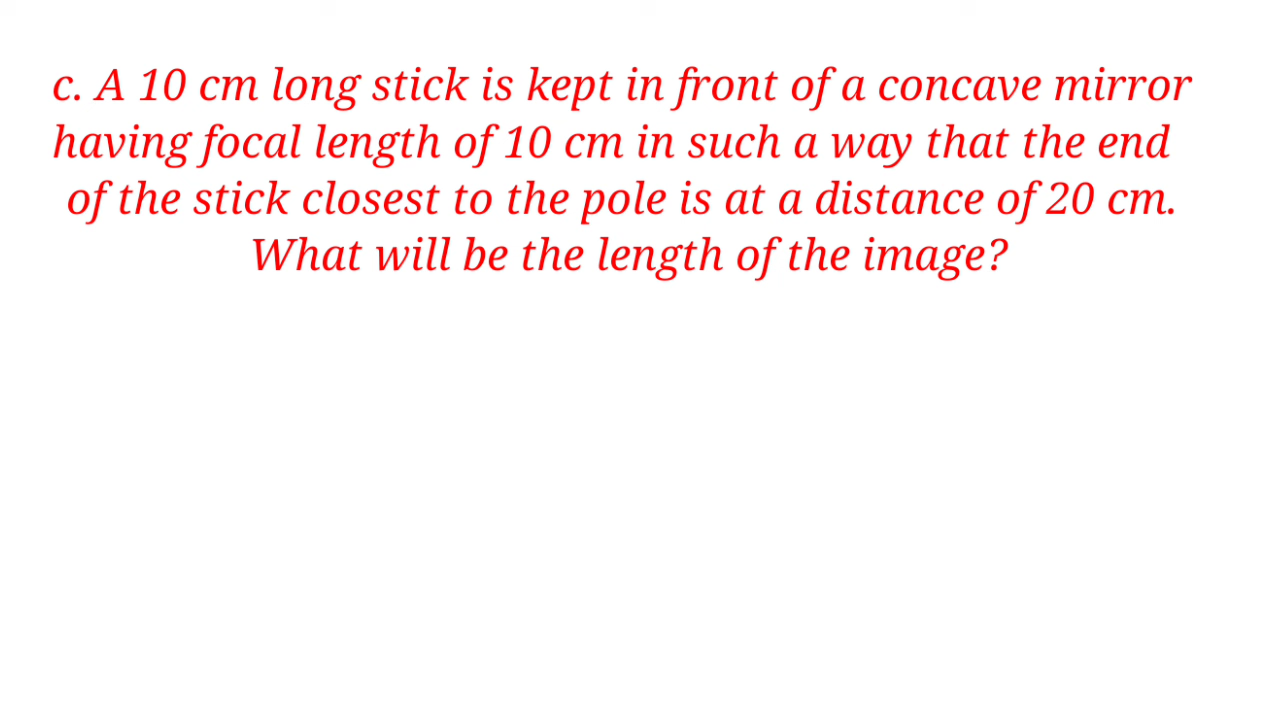 c. A 10 cm long stick is kept in front of a concave mirror
having focal length of 10 cm in such a way that the end
of the stick closest to the pole is at a distance of 20 cm.
What will be the length of the image?